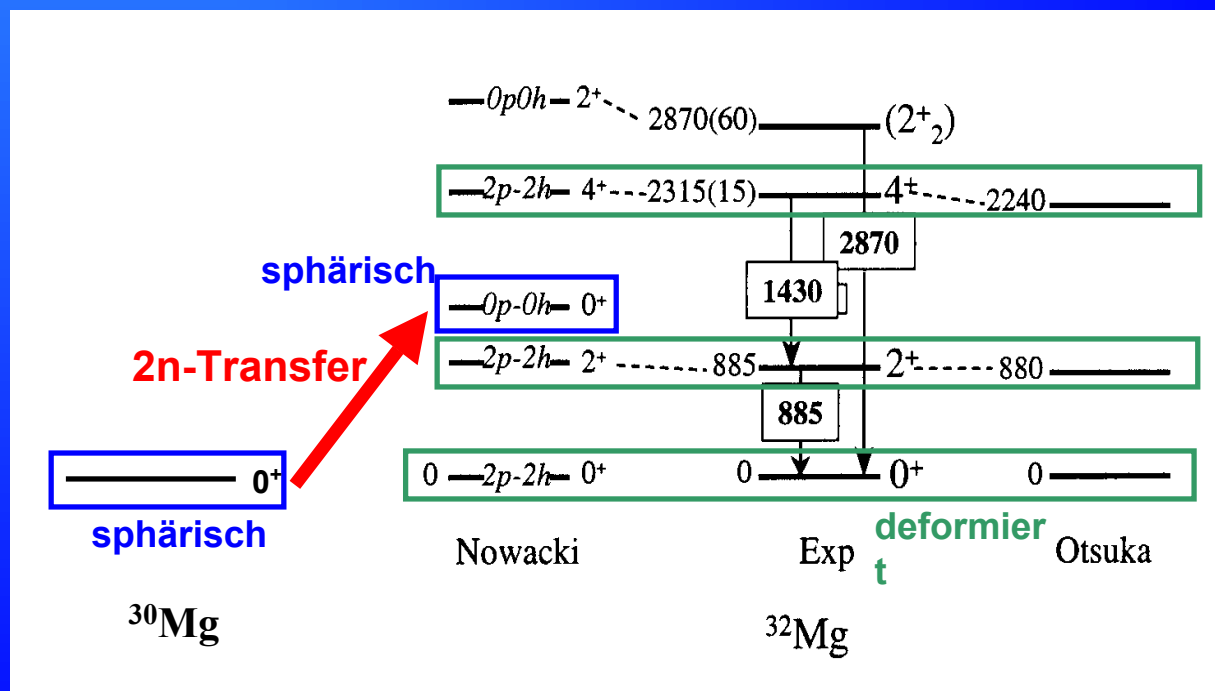 0p0h 2⁺ 2870(60) (2⁺₂)
2p-2h 4⁺ 2315(15) 4⁺ 2240
2870
sphärisch
1430
0p-0h 0⁺
2n-Transfer
2p-2h 2⁺ 885 2⁺ 880
885
0⁺
0 2p-2h 0⁺ 0 0⁺ 0
sphärisch
deformier
t
Nowacki Exp Otsuka
³⁰Mg
³²Mg